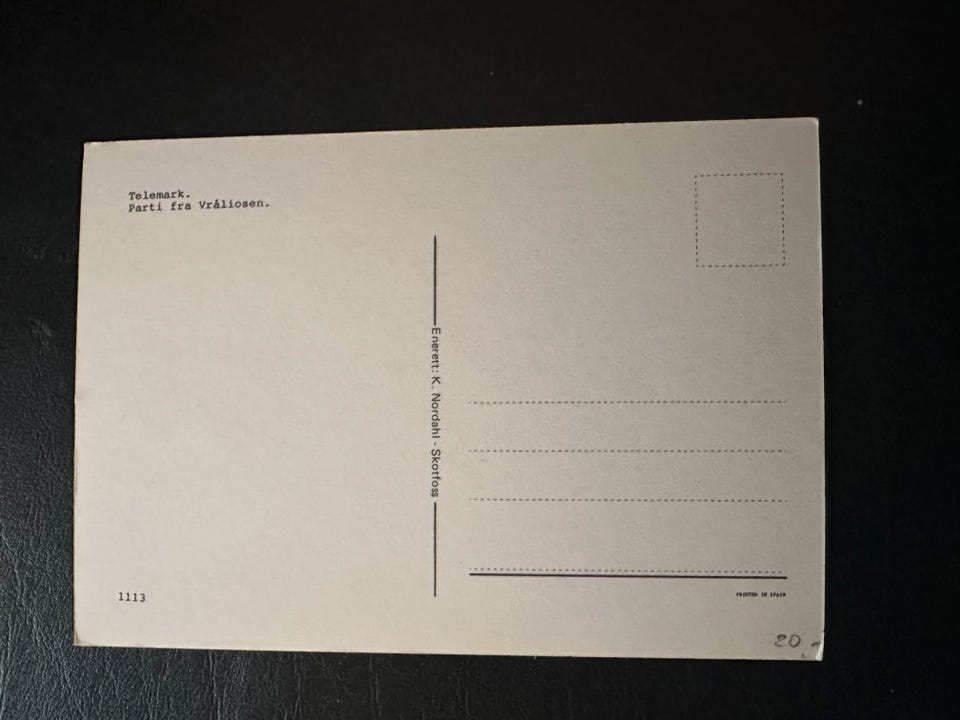 Telemark.
Parti fra Vråliosen.
Enerett: K. Nordahl - Skotfoss
1113
PRINTED IN SPAIN
20,-